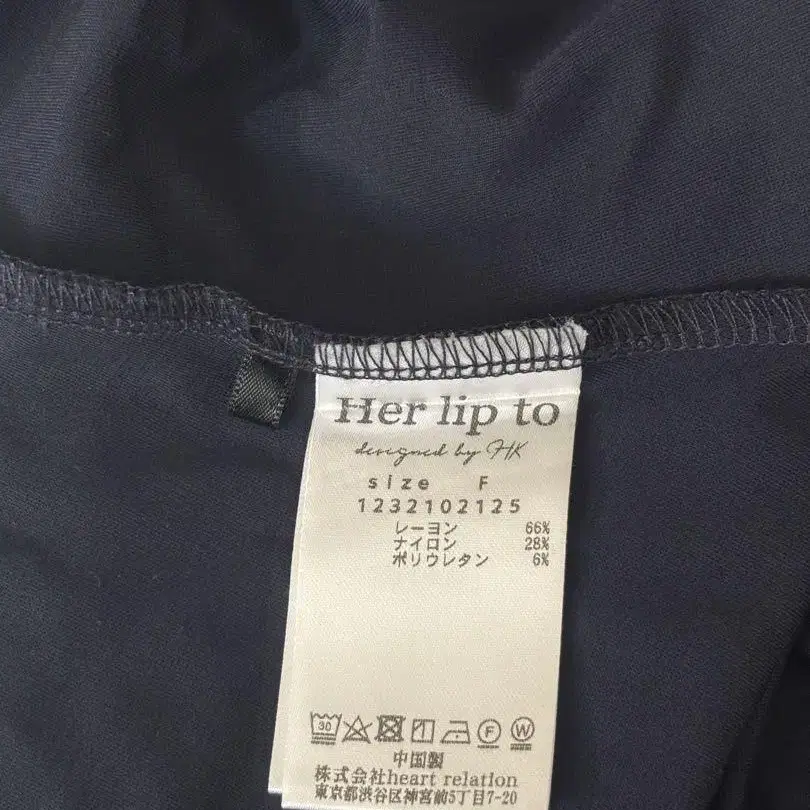 Her lip to
designed by HK
size F
1232102125
レーヨン 66%
ナイロン 28%
ポリウレタン 6%
30 F W
中国製
株式会社heart relation
東京都渋谷区神宮前5丁目7-20